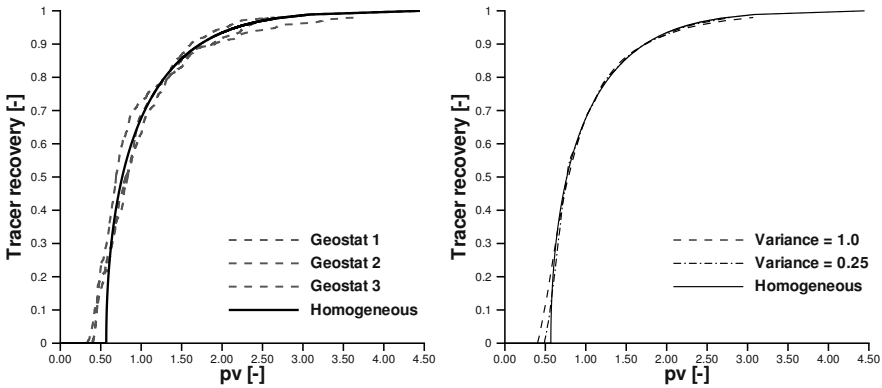 1
0.9
0.8
0.7
0.6
0.5
0.4
0.3
0.2
0.1
0
Tracer recovery [-]
Geostat 1
Geostat 2
Geostat 3
Homogeneous
0.00 0.50 1.00 1.50 2.00 2.50 3.00 3.50 4.00 4.50
pv [-]
1
0.9
0.8
0.7
0.6
0.5
0.4
0.3
0.2
0.1
0
Tracer recovery [-]
Variance = 1.0
Variance = 0.25
Homogeneous
0.00 0.50 1.00 1.50 2.00 2.50 3.00 3.50 4.00 4.50
pv [-]